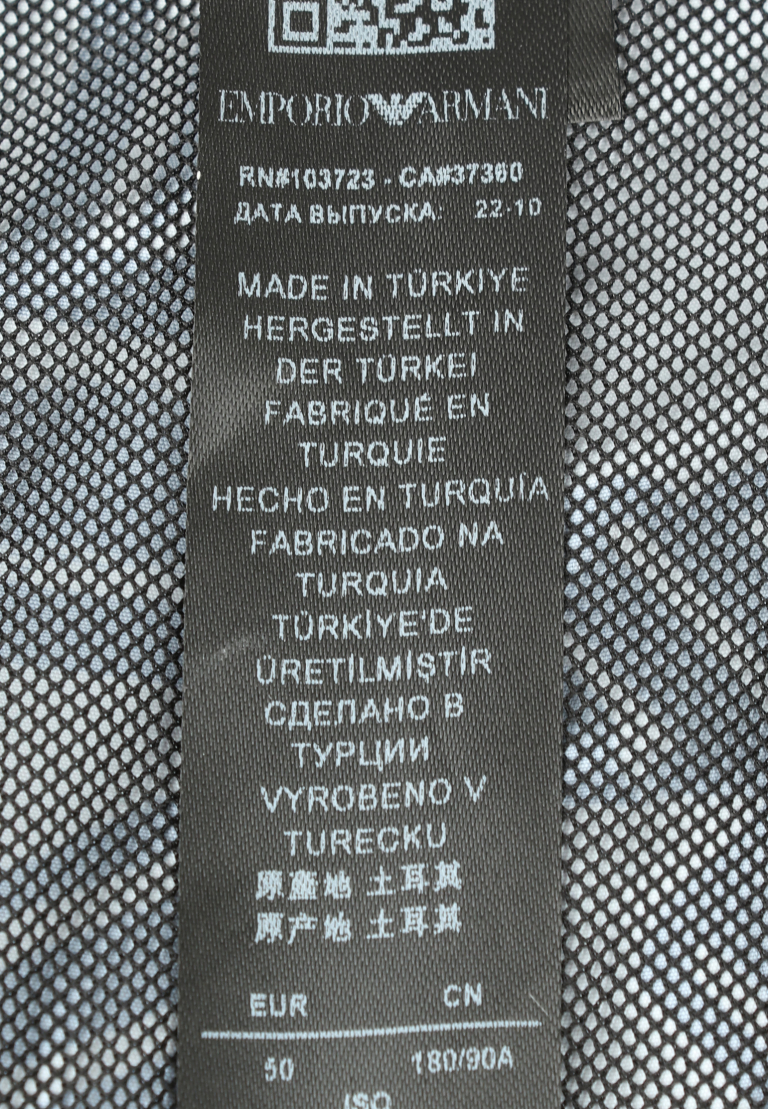 EMPORIO ARMANI
RN#103723 - CA#37360
ДАТА ВЫПУСКА: 22-10
MADE IN TÜRKIYE
HERGESTELLT IN
DER TÜRKEI
FABRIQUÉ EN
TURQUIE
HECHO EN TURQUÍA
FABRICADO NA
TURQUIA
TÜRKİYE'DE
ÜRETİLMİSTİR
СДЕЛАНО В
ТУРЦИИ
VYROBENO V
TURECKU
原產地 土耳其
原产地 土耳其
EUR CN
50 180/90A
ISO